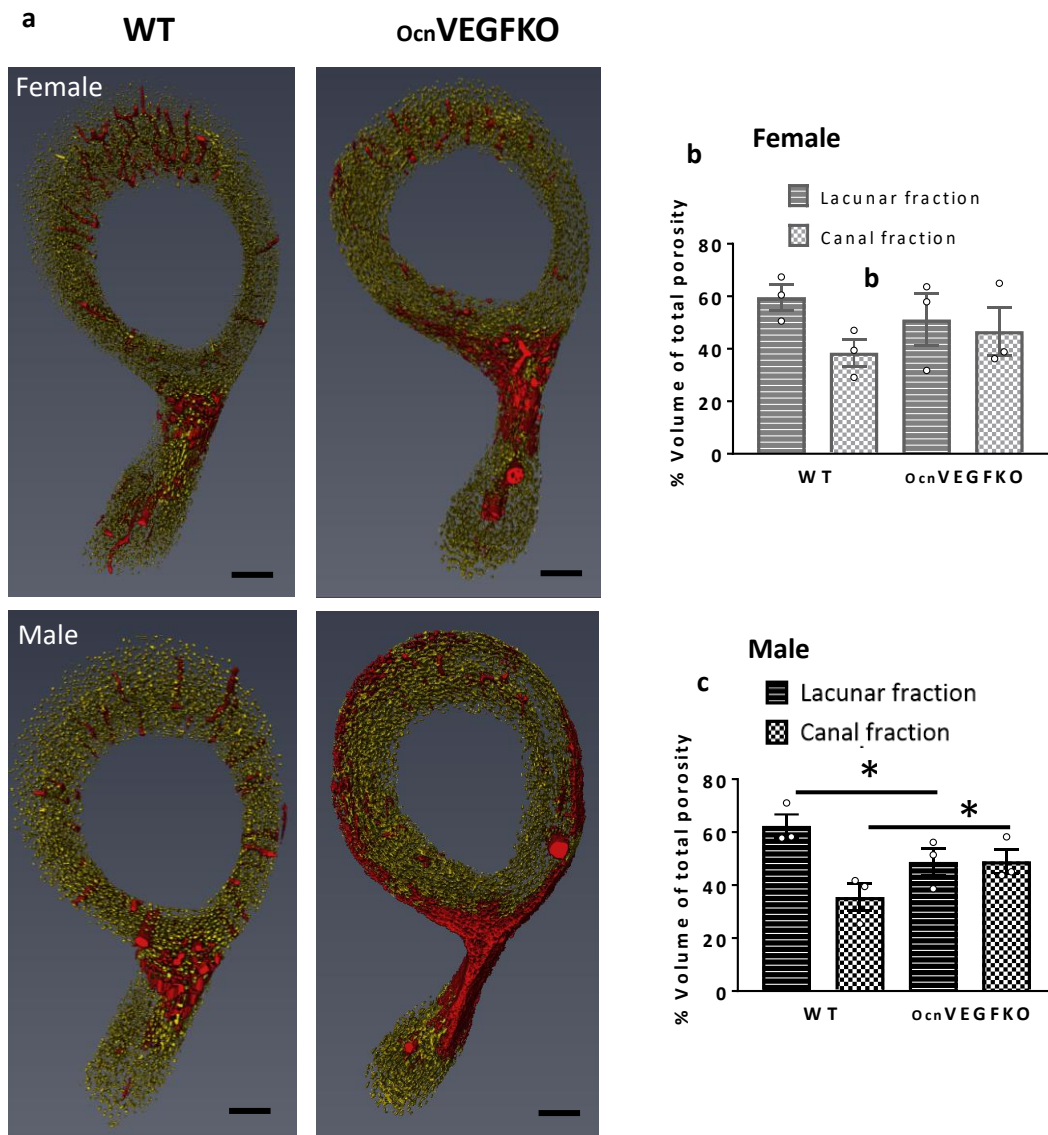 a
WT
OcnVEGFKO
Female
Male
b
Female
Lacunar fraction
Canal fraction
b
% Volume of total porosity
80
60
40
20
0
WT
OcnVEGFKO
Male
c
Lacunar fraction
Canal fraction
*
*
% Volume of total porosity
80
60
40
20
0
WT
OcnVEGFKO